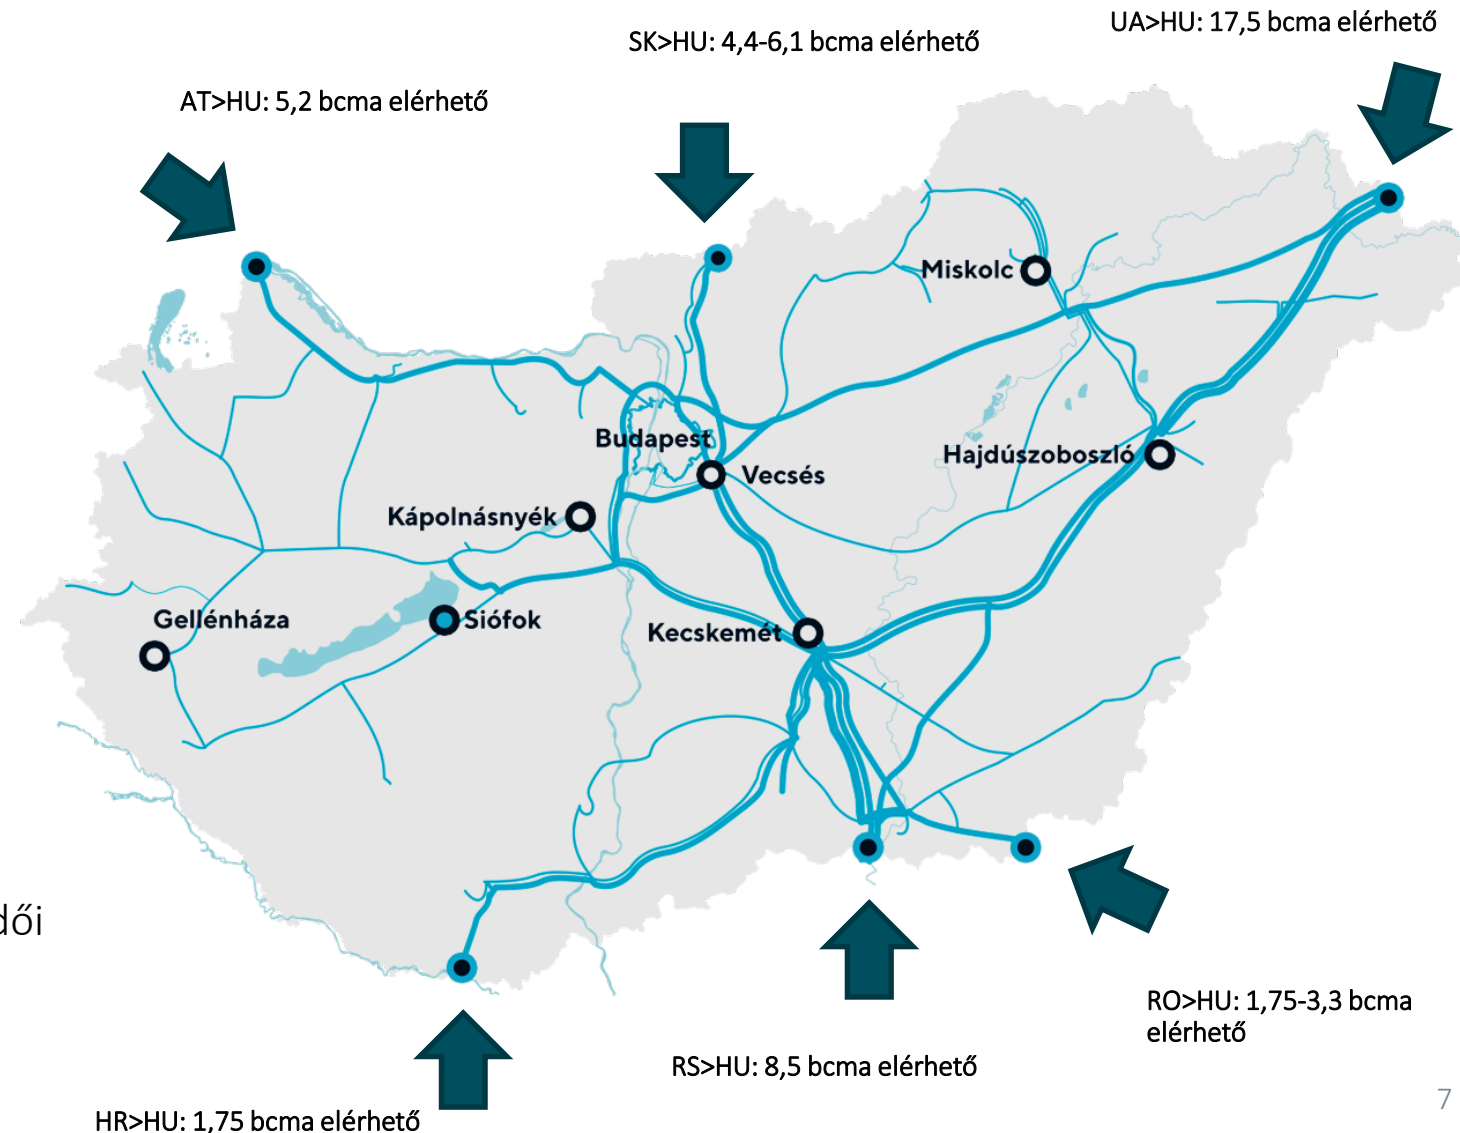 UA>HU: 17,5 bcma elérhető
SK>HU: 4,4-6,1 bcma elérhető
AT>HU: 5,2 bcma elérhető
Miskolc
Budapest
Hajdúszoboszló
Vecsés
Kápolnásnyék
Gellénháza
Siófok
Kecskemét
dői
RO>HU: 1,75-3,3 bcma
elérhető
RS>HU: 8,5 bcma elérhető
7
HR>HU: 1,75 bcma elérhető